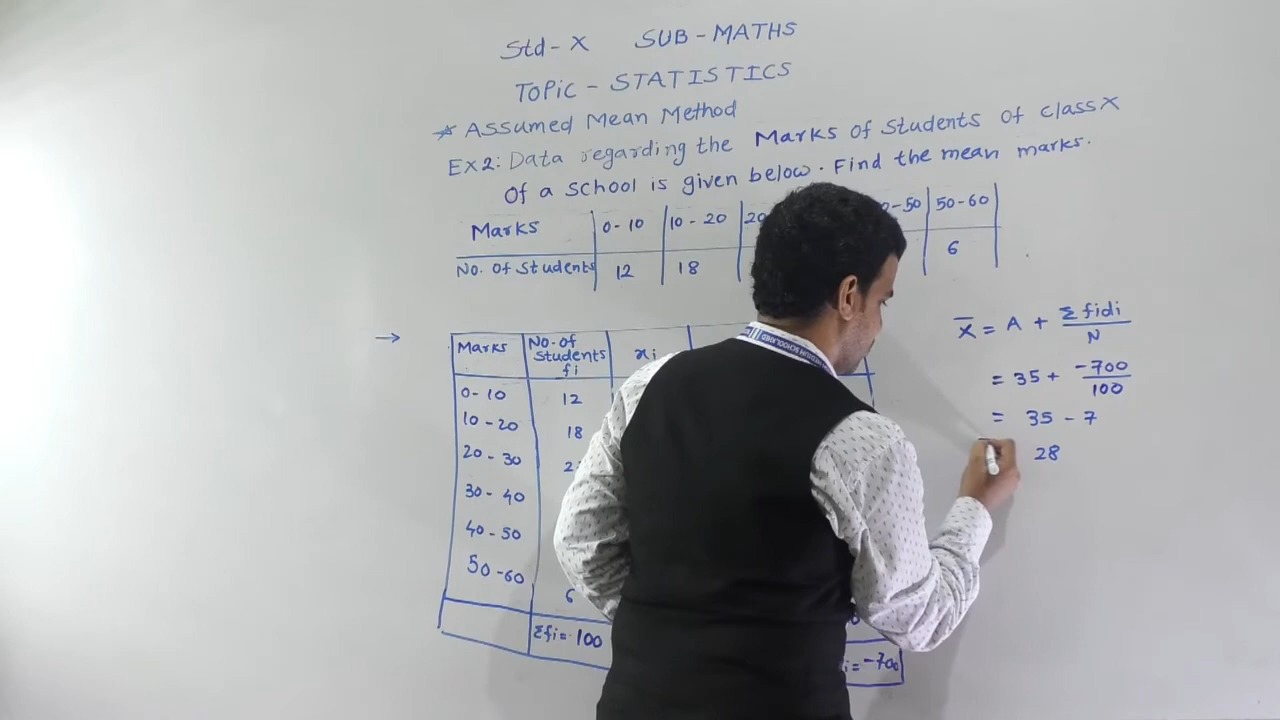 Std - X SUB - MATHS
TOPIC - STATISTICS
* Assumed Mean Method
Ex2: Data regarding the Marks of Students of class X
of a school is given below. Find the mean marks.
Marks 0-10 10-20 20 0-50 50-60
No. of Students 12 18 6
→
Marks No. of Students fi xi
0-10 12
10-20 18
20-30 2
30-40
40-50
50-60 6
Σfi = 100 i = -700
x̄ = A + Σfidi / N
= 35 + -700 / 100
= 35 - 7
28